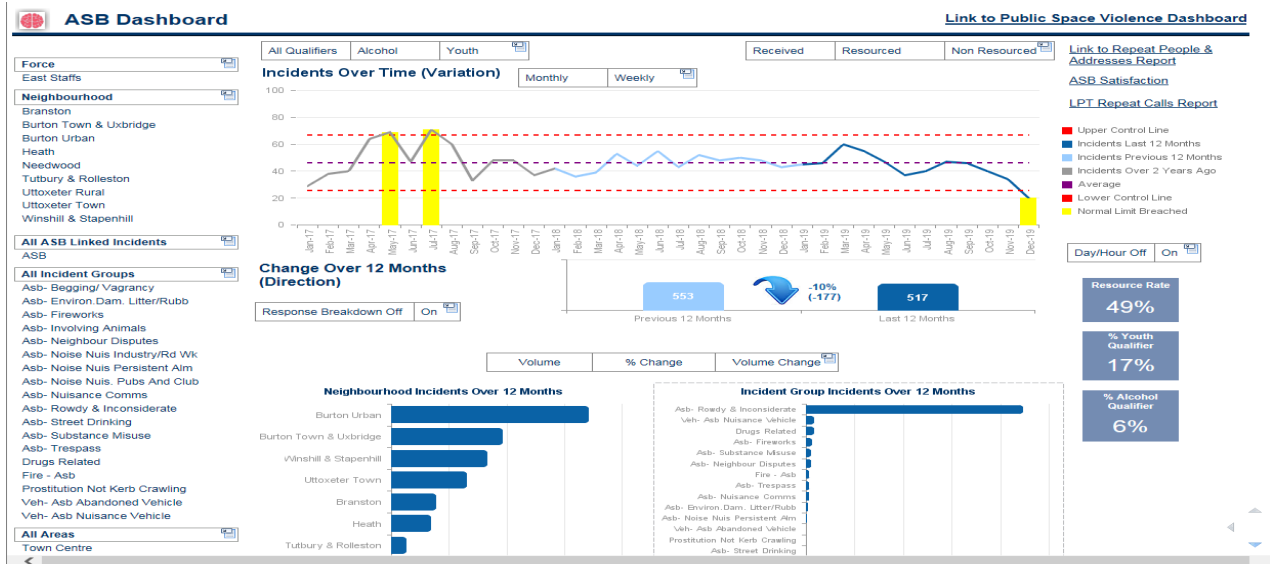 ASB Dashboard
Link to Public Space Violence Dashboard
Force
East Staffs
Neighbourhood
Branston
Burton Town & Uxbridge
Burton Urban
Heath
Needwood
Tutbury & Rolleston
Uttoxeter Rural
Uttoxeter Town
Winshill & Stapenhill
All ASB Linked Incidents
ASB
All Incident Groups
Asb- Begging/ Vagrancy
Asb- Environ.Dam. Litter/Rubb
Asb- Fireworks
Asb- Involving Animals
Asb- Neighbour Disputes
Asb- Noise Nuis Industry/Rd Wk
Asb- Noise Nuis Persistent Alm
Asb- Noise Nuis. Pubs And Club
Asb- Nuisance Comms
Asb- Rowdy & Inconsiderate
Asb- Street Drinking
Asb- Substance Misuse
Asb- Trespass
Drugs Related
Fire - Asb
Prostitution Not Kerb Crawling
Veh- Asb Abandoned Vehicle
Veh- Asb Nuisance Vehicle
All Areas
Town Centre
All Qualifiers Alcohol Youth
Received Resourced Non Resourced
Incidents Over Time (Variation)
Monthly Weekly
100
80
60
40
20
0
Jan-17 Feb-17 Mar-17 Apr-17 May-17 Jun-17 Jul-17 Aug-17 Sep-17 Oct-17 Nov-17 Dec-17 Jan-18 Feb-18 Mar-18 Apr-18 May-18 Jun-18 Jul-18 Aug-18 Sep-18 Oct-18 Nov-18 Dec-18 Jan-19 Feb-19 Mar-19 Apr-19 May-19 Jun-19 Jul-19 Aug-19 Sep-19 Oct-19 Nov-19 Dec-19
Link to Repeat People &
Addresses Report
ASB Satisfaction
LPT Repeat Calls Report
Upper Control Line
Incidents Last 12 Months
Incidents Previous 12 Months
Incidents Over 2 Years Ago
Average
Lower Control Line
Normal Limit Breached
Day/Hour Off On
Change Over 12 Months
(Direction)
Response Breakdown Off On
553
Previous 12 Months
-10%
(-177)
517
Last 12 Months
Resource Rate
49%
% Youth
Qualifier
17%
% Alcohol
Qualifier
6%
Volume % Change Volume Change
Neighbourhood Incidents Over 12 Months
Burton Urban
Burton Town & Uxbridge
Winshill & Stapenhill
Uttoxeter Town
Branston
Heath
Tutbury & Rolleston
Incident Group Incidents Over 12 Months
Asb- Rowdy & Inconsiderate
Veh- Asb Nuisance Vehicle
Drugs Related
Asb- Fireworks
Asb- Substance Misuse
Asb- Neighbour Disputes
Fire - Asb
Asb- Trespass
Asb- Nuisance Comms
Asb- Environ.Dam. Litter/Rubb
Asb- Noise Nuis Persistent Alm
Veh- Asb Abandoned Vehicle
Prostitution Not Kerb Crawling
Asb- Street Drinking